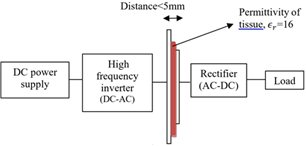 Distance<5mm
Permittivity of
tissue, ϵr=16
DC power
supply
High
frequency
inverter
(DC-AC)
Rectifier
(AC-DC)
Load